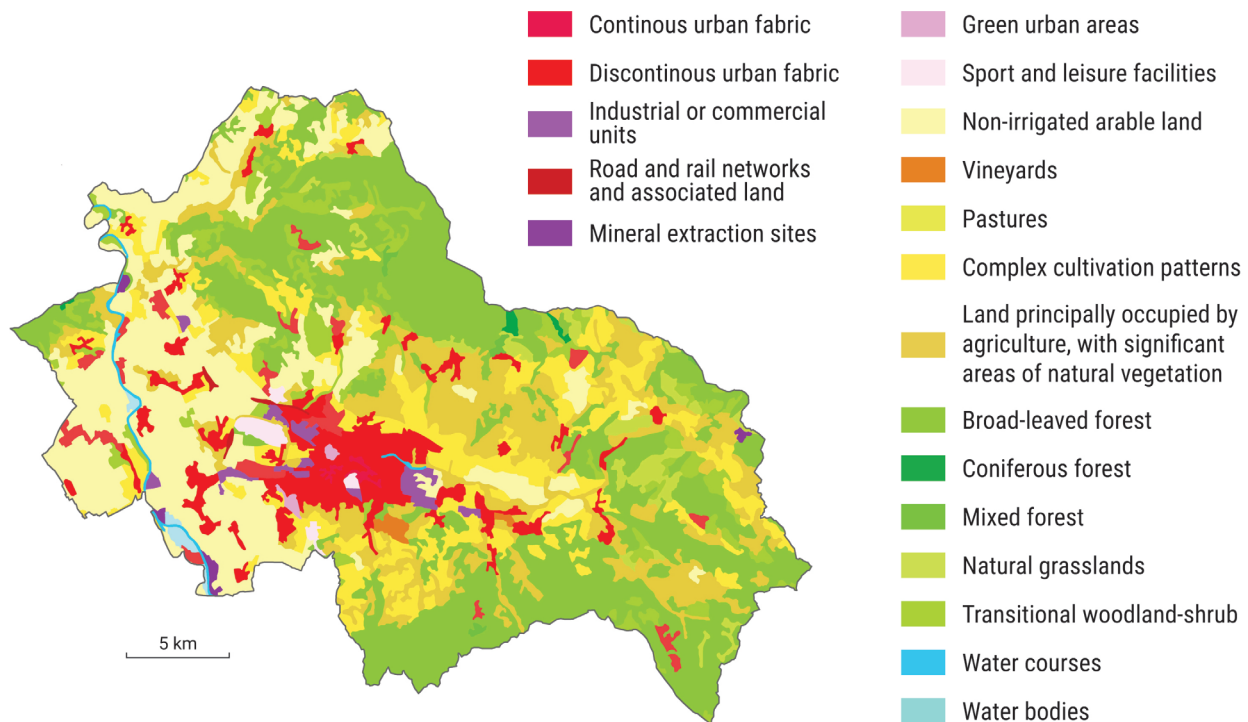 Continous urban fabric
Discontinous urban fabric
Industrial or commercial
units
Road and rail networks
and associated land
Mineral extraction sites
Green urban areas
Sport and leisure facilities
Non-irrigated arable land
Vineyards
Pastures
Complex cultivation patterns
Land principally occupied by
agriculture, with significant
areas of natural vegetation
Broad-leaved forest
Coniferous forest
Mixed forest
Natural grasslands
Transitional woodland-shrub
Water courses
Water bodies
5 km